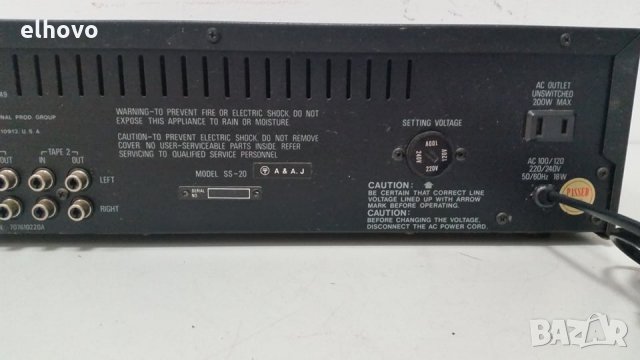 elhovo
49
NAL PROD GROUP
10913 U.S.A.
WARNING-TO PREVENT FIRE OR ELECTRIC SHOCK, DO NOT
EXPOSE THIS APPLIANCE TO RAIN OR MOISTURE.
CAUTION-TO PREVENT ELECTRIC SHOCK DO NOT REMOVE
COVER. NO USER-SERVICEABLE PARTS INSIDE. REFER
SERVICING TO QUALIFIED SERVICE PERSONNEL
MODEL SS-20
A & A.J
SERIAL
NO
OUT
TAPE 2
IN OUT
LEFT
RIGHT
707610220A
SETTING VOLTAGE
100V
120V
220V
240V
CAUTION:
BE CERTAIN THAT CORRECT LINE
VOLTAGE LINED UP WITH ARROW
MARK BEFORE OPERATING.
CAUTION:
BEFORE CHANGING THE VOLTAGE,
DISCONNECT THE AC POWER CORD.
AC OUTLET
UNSWITCHED
200W MAX
AC 100/120
220/240V
50/60Hz 18W
PASSED
BAZAR